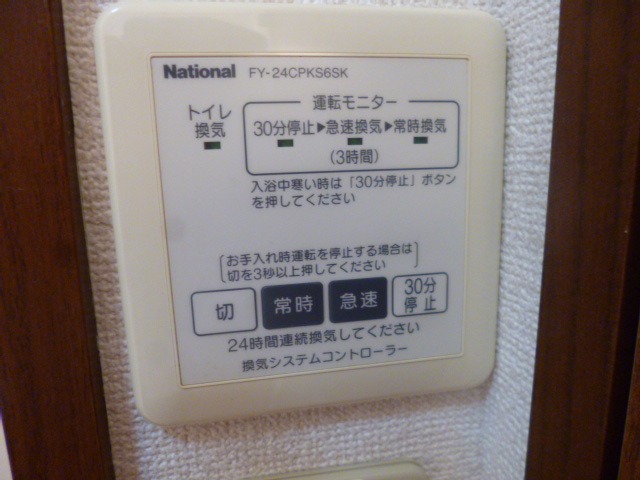 National FY-24CPKS6SK
トイレ
換気
運転モニター
30分停止▶急速換気▶常時換気
(3時間)
入浴中寒い時は「30分停止」ボタン
を押してください
お手入れ時運転を停止する場合は
切を3秒以上押してください
切 常時 急速 30分
停止
24時間連続換気してください
換気システムコントローラー